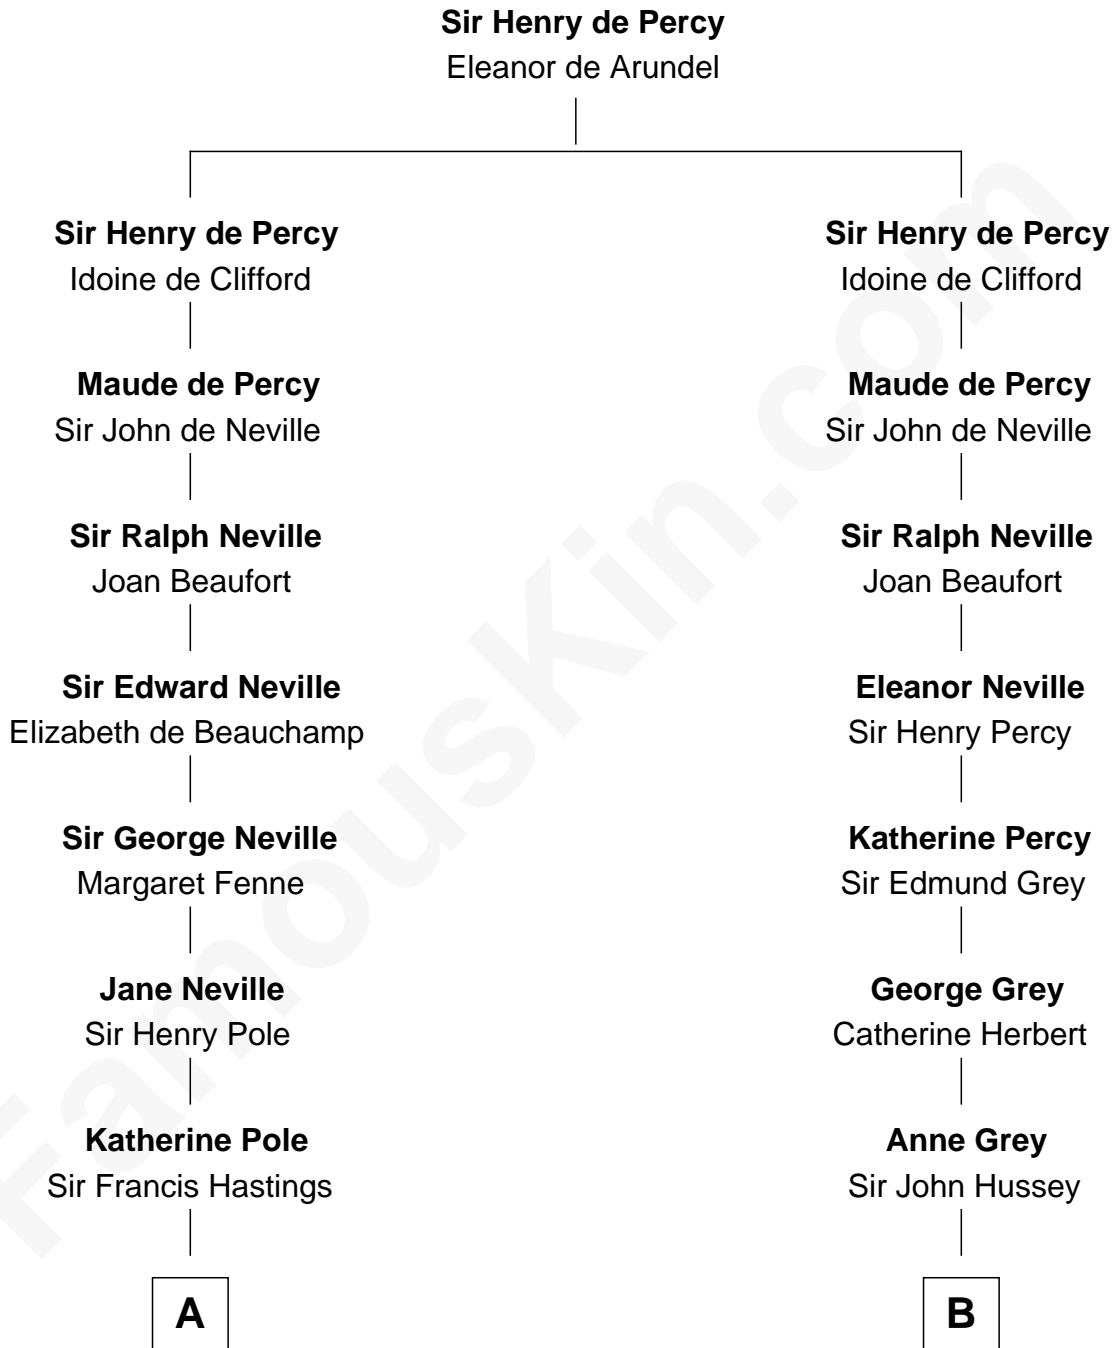 Sir Henry de Percy
Eleanor de Arundel
Sir Henry de Percy
Idoine de Clifford
Maude de Percy
Sir John de Neville
Sir Ralph Neville
Joan Beaufort
Sir Edward Neville
Elizabeth de Beauchamp
Sir George Neville
Margaret Fenne
Jane Neville
Sir Henry Pole
Katherine Pole
Sir Francis Hastings
A
Sir Henry de Percy
Idoine de Clifford
Maude de Percy
Sir John de Neville
Sir Ralph Neville
Joan Beaufort
Eleanor Neville
Sir Henry Percy
Katherine Percy
Sir Edmund Grey
George Grey
Catherine Herbert
Anne Grey
Sir John Hussey
B
FamousKin.com